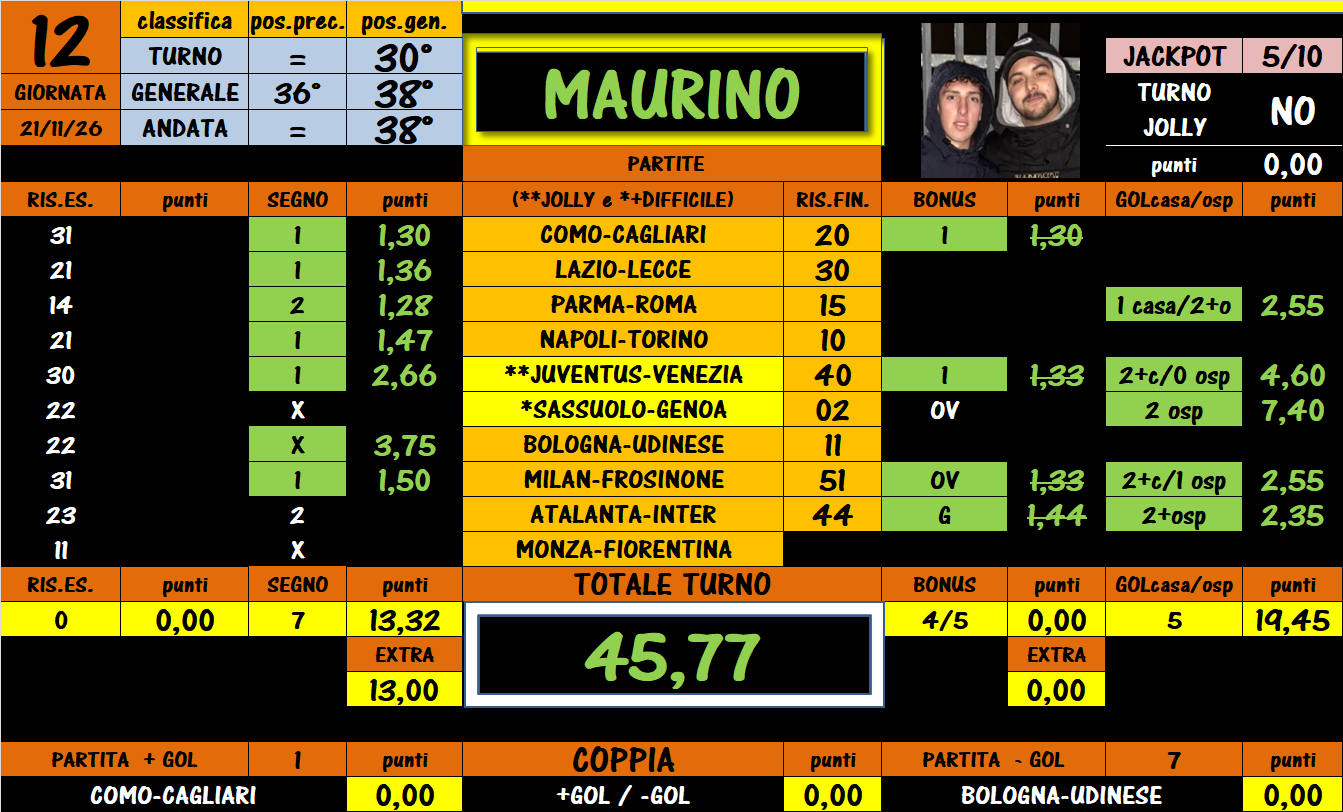 12 classifica pos.prec. pos.gen.
TURNO = 30°
GIORNATA GENERALE 36° 38°
21/11/26 ANDATA = 38°
MAURINO
JACKPOT 5/10
TURNO JOLLY NO
punti 0,00
PARTITE
RIS.ES. punti SEGNO punti (**JOLLY e *+DIFFICILE) RIS.FIN. BONUS punti GOLcasa/osp punti
31 1 1,30 COMO-CAGLIARI 20 1 1,30
21 1 1,36 LAZIO-LECCE 30
14 2 1,28 PARMA-ROMA 15 1 casa/2+o 2,55
21 1 1,47 NAPOLI-TORINO 10
30 1 2,66 **JUVENTUS-VENEZIA 40 1 1,33 2+c/0 osp 4,60
22 X *SASSUOLO-GENOA 02 OV 2 osp 7,40
22 X 3,75 BOLOGNA-UDINESE 11
31 1 1,50 MILAN-FROSINONE 51 OV 1,33 2+c/1 osp 2,55
23 2 ATALANTA-INTER 44 G 1,44 2+osp 2,35
11 X MONZA-FIORENTINA
RIS.ES. punti SEGNO punti TOTALE TURNO BONUS punti GOLcasa/osp punti
0 0,00 7 13,32 45,77 4/5 0,00 5 19,45
EXTRA EXTRA
13,00 0,00
PARTITA + GOL 1 punti COPPIA punti PARTITA - GOL 7 punti
COMO-CAGLIARI 0,00 +GOL / -GOL 0,00 BOLOGNA-UDINESE 0,00